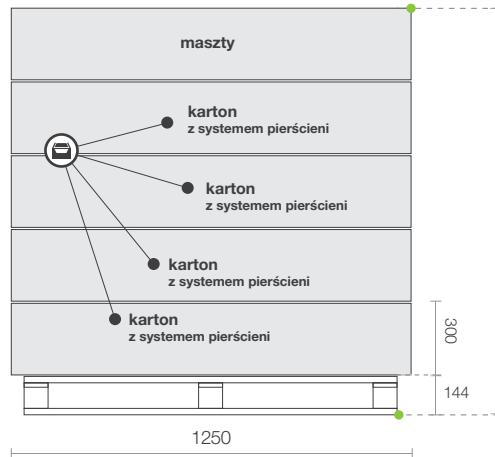 maszty
karton
z systemem pierścieni
karton
z systemem pierścieni
karton
z systemem pierścieni
karton
z systemem pierścieni
300
144
1250